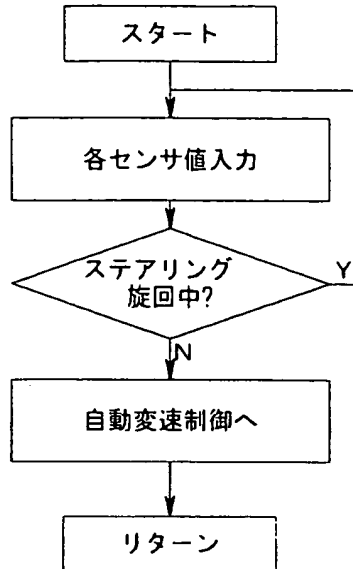 スタート
各センサ値入力
ステアリング
旋回中?
Y
N
自動変速制御へ
リターン